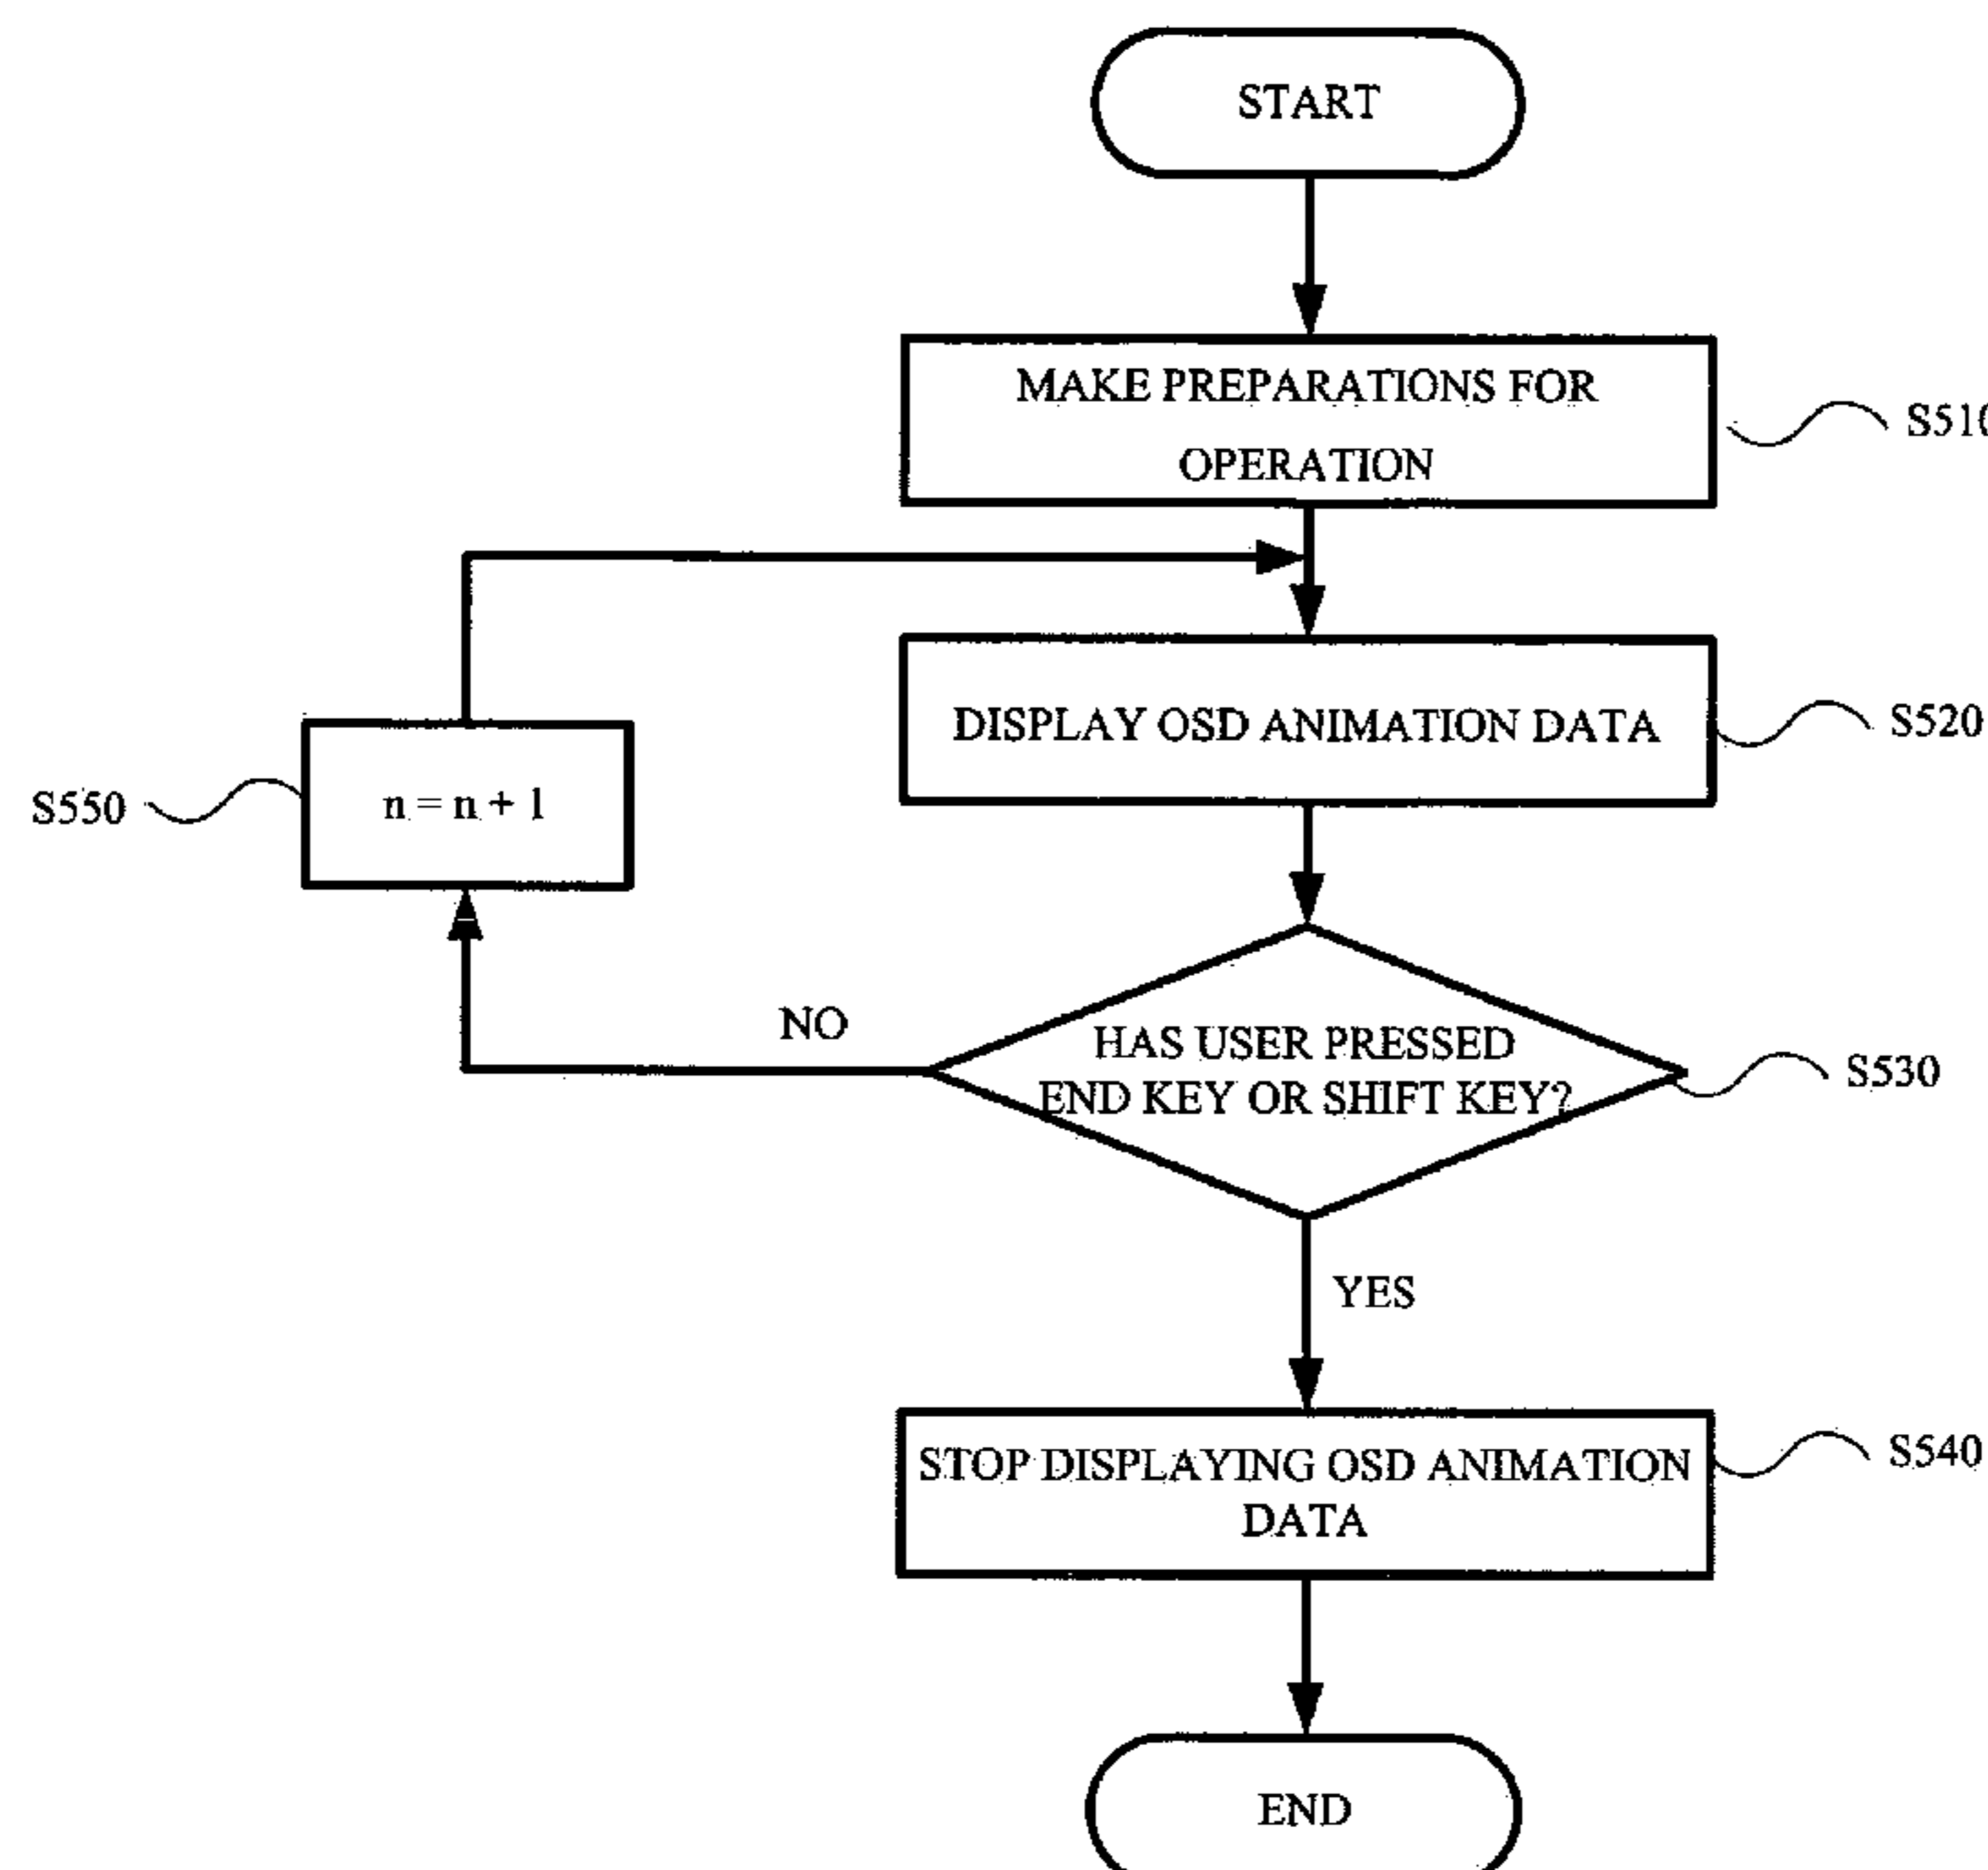 START
MAKE PREPARATIONS FOR
OPERATION
S510
DISPLAY OSD ANIMATION DATA
S520
S550
n = n + 1
NO
HAS USER PRESSED
END KEY OR SHIFT KEY?
S530
YES
STOP DISPLAYING OSD ANIMATION
DATA
S540
END